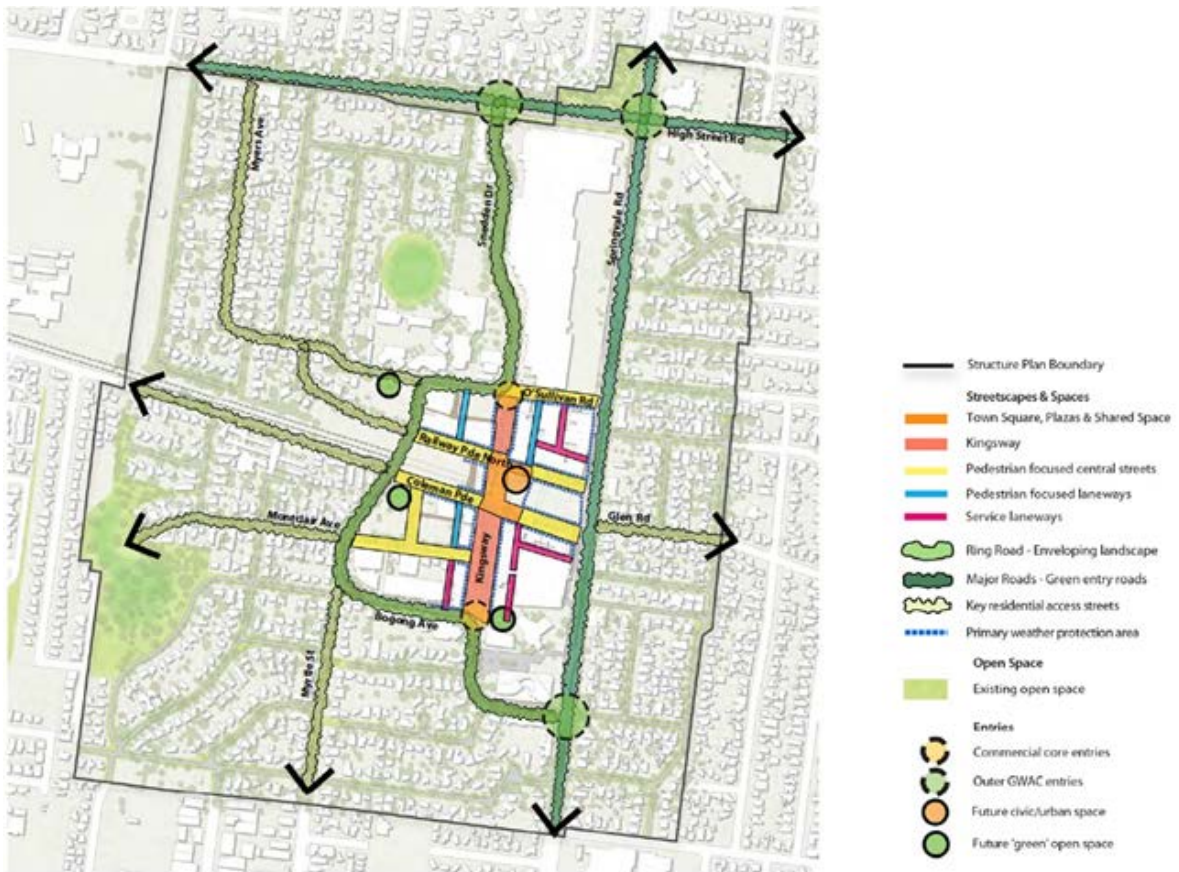 High Street Rd
Myers Ave
Snedden Dr
Springvale Rd
O'Sullivan Rd
Railway Pde North
Coleman Pde
Montclair Ave
Glen Rd
Kingsway
Bogong Ave
Myrtle St
Structure Plan Boundary
Streetscapes & Spaces
Town Square, Plazas & Shared Space
Kingsway
Pedestrian focused central streets
Pedestrian focused laneways
Service laneways
Ring Road - Enveloping landscape
Major Roads - Green entry roads
Key residential access streets
Primary weather protection area
Open Space
Existing open space
Entries
Commercial core entries
Outer GWAC entries
Future civic/urban space
Future 'green' open space